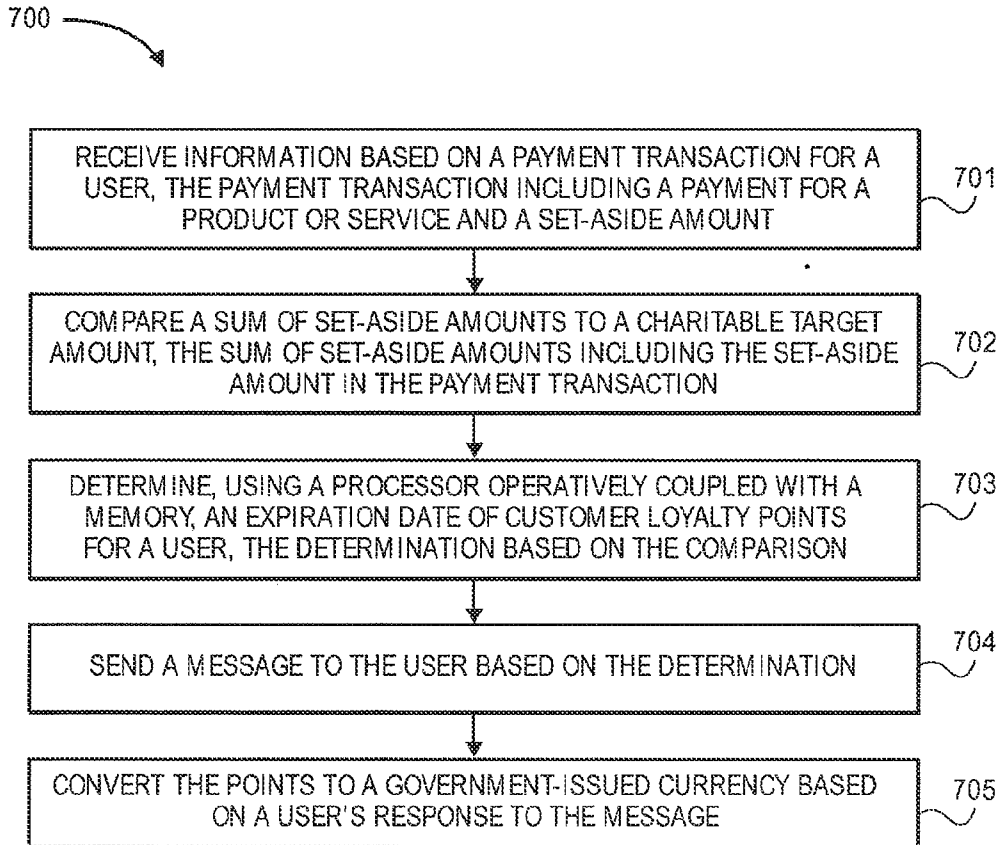 700
RECEIVE INFORMATION BASED ON A PAYMENT TRANSACTION FOR A
USER, THE PAYMENT TRANSACTION INCLUDING A PAYMENT FOR A
PRODUCT OR SERVICE AND A SET-ASIDE AMOUNT
701
COMPARE A SUM OF SET-ASIDE AMOUNTS TO A CHARITABLE TARGET
AMOUNT, THE SUM OF SET-ASIDE AMOUNTS INCLUDING THE SET-ASIDE
AMOUNT IN THE PAYMENT TRANSACTION
702
DETERMINE, USING A PROCESSOR OPERATIVELY COUPLED WITH A
MEMORY, AN EXPIRATION DATE OF CUSTOMER LOYALTY POINTS
FOR A USER, THE DETERMINATION BASED ON THE COMPARISON
703
SEND A MESSAGE TO THE USER BASED ON THE DETERMINATION
704
CONVERT THE POINTS TO A GOVERNMENT-ISSUED CURRENCY BASED
ON A USER'S RESPONSE TO THE MESSAGE
705